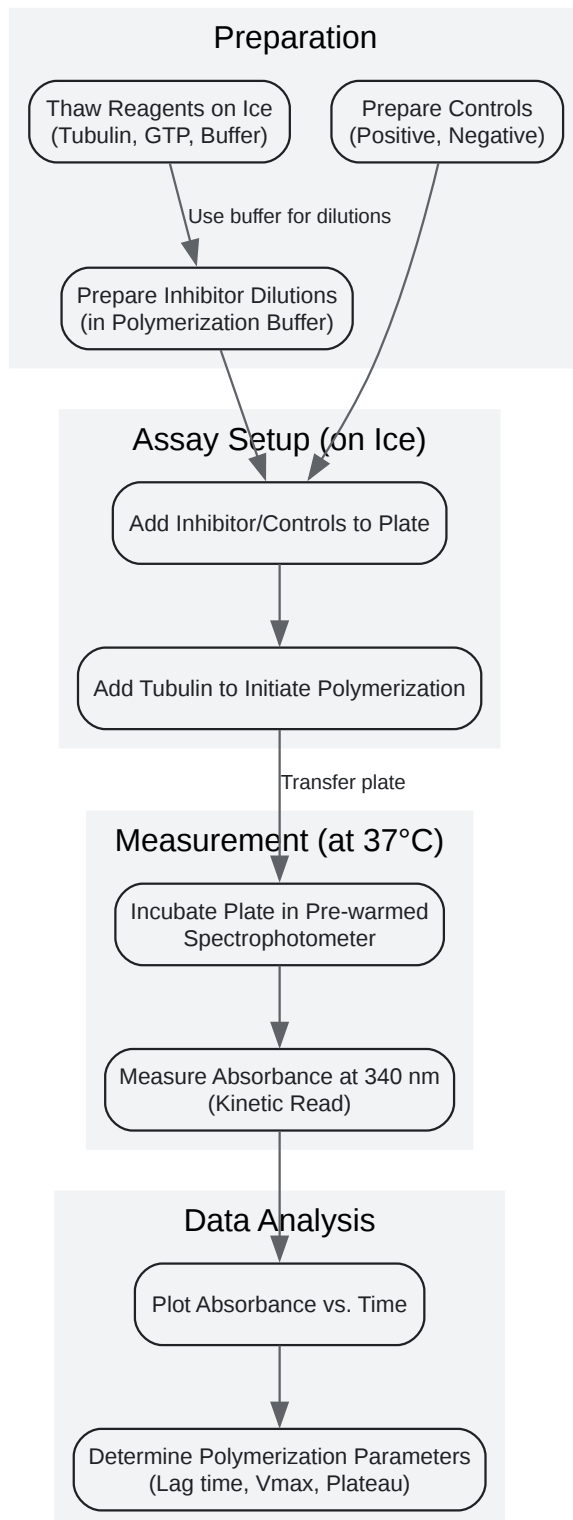 Preparation
Thaw Reagents on Ice
(Tubulin, GTP, Buffer)
Prepare Controls
(Positive, Negative)
Use buffer for dilutions
Prepare Inhibitor Dilutions
(in Polymerization Buffer)
Assay Setup (on Ice)
Add Inhibitor/Controls to Plate
Add Tubulin to Initiate Polymerization
Transfer plate
Measurement (at 37°C)
Incubate Plate in Pre-warmed
Spectrophotometer
Measure Absorbance at 340 nm
(Kinetic Read)
Data Analysis
Plot Absorbance vs. Time
Determine Polymerization Parameters
(Lag time, Vmax, Plateau)